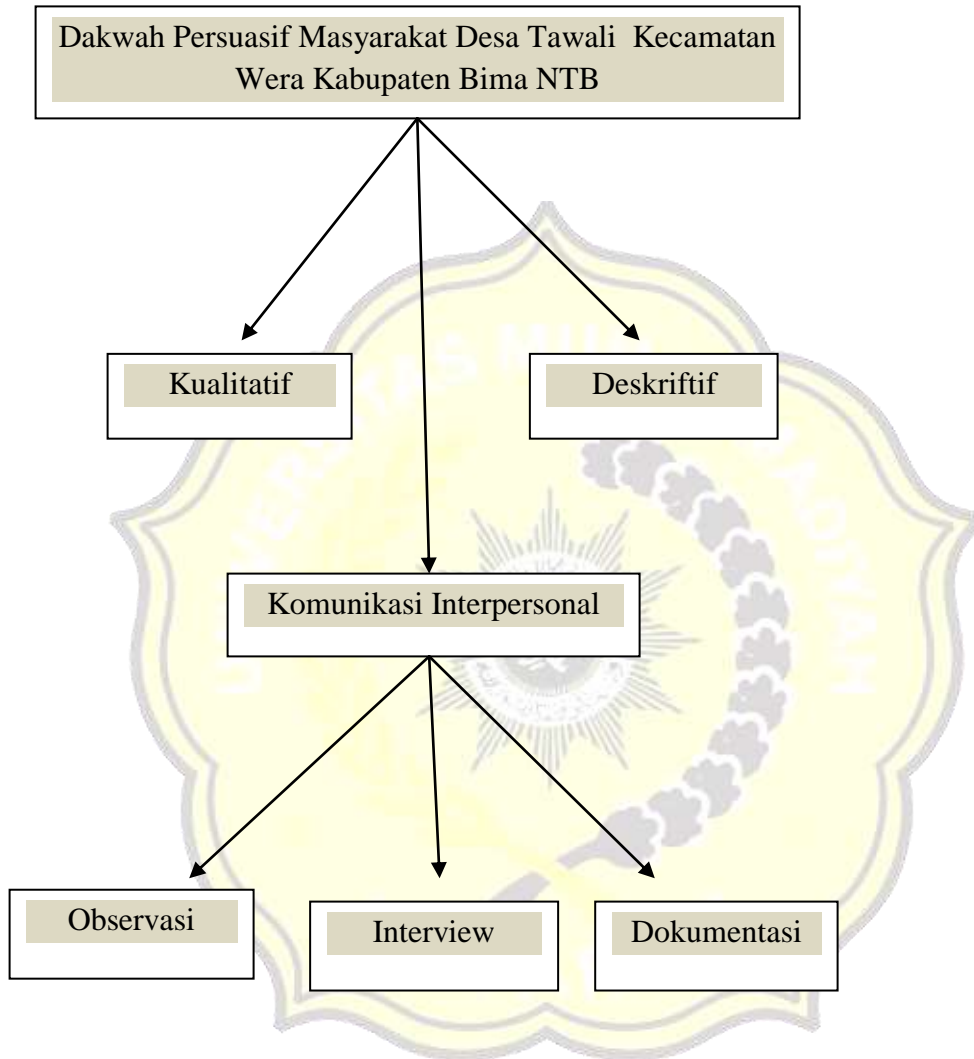 Dakwah Persuasif Masyarakat Desa Tawali Kecamatan
Wera Kabupaten Bima NTB
Kualitatif
Deskriftif
Komunikasi Interpersonal
Observasi
Interview
Dokumentasi